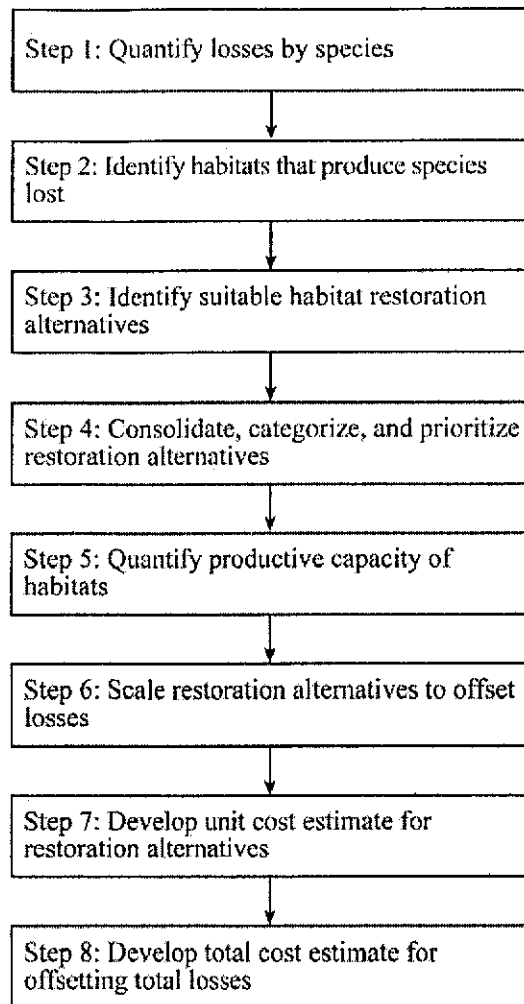 Step 1: Quantify losses by species
Step 2: Identify habitats that produce species
lost
Step 3: Identify suitable habitat restoration
alternatives
Step 4: Consolidate, categorize, and prioritize
restoration alternatives
Step 5: Quantify productive capacity of
habitats
Step 6: Scale restoration alternatives to offset
losses
Step 7: Develop unit cost estimate for
restoration alternatives
Step 8: Develop total cost estimate for
offsetting total losses